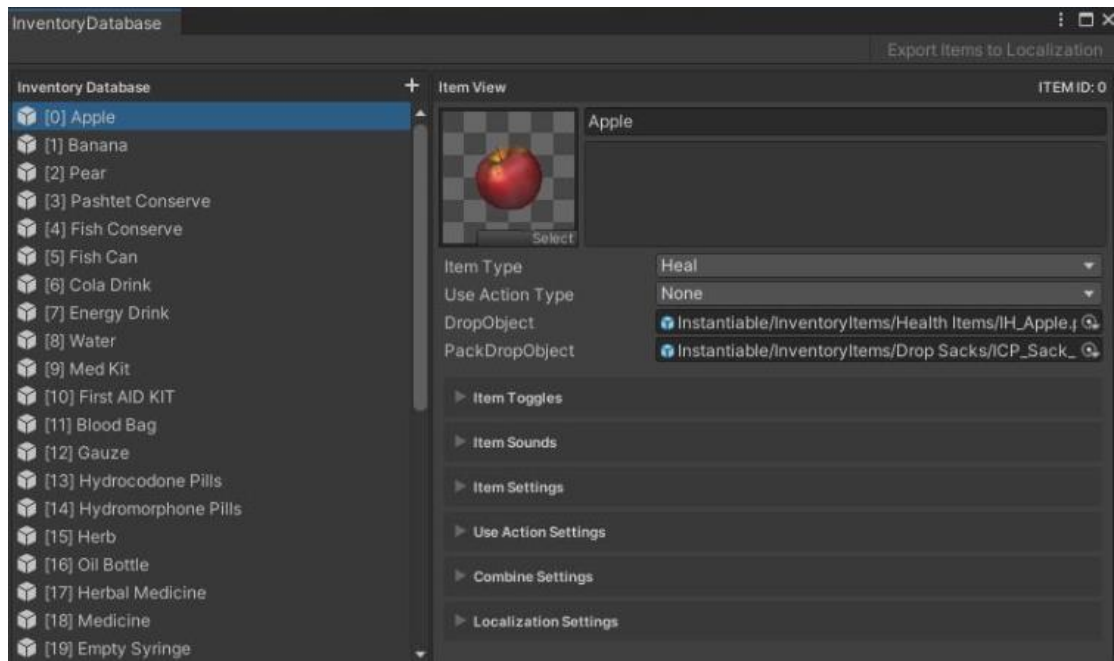 InventoryDatabase
Export Items to Localization
Inventory Database
+
[0] Apple
[1] Banana
[2] Pear
[3] Pashtet Conserve
[4] Fish Conserve
[5] Fish Can
[6] Cola Drink
[7] Energy Drink
[8] Water
[9] Med Kit
[10] First AID KIT
[11] Blood Bag
[12] Gauze
[13] Hydrocodone Pills
[14] Hydromorphone Pills
[15] Herb
[16] Oil Bottle
[17] Herbal Medicine
[18] Medicine
[19] Empty Syringe
Item View
ITEM ID: 0
Apple
Select
Item Type
Heal
Use Action Type
None
DropObject
Instantiable/InventoryItems/Health Items/IH_Apple.p
PackDropObject
Instantiable/InventoryItems/Drop Sacks/ICP_Sack_
Item Toggles
Item Sounds
Item Settings
Use Action Settings
Combine Settings
Localization Settings